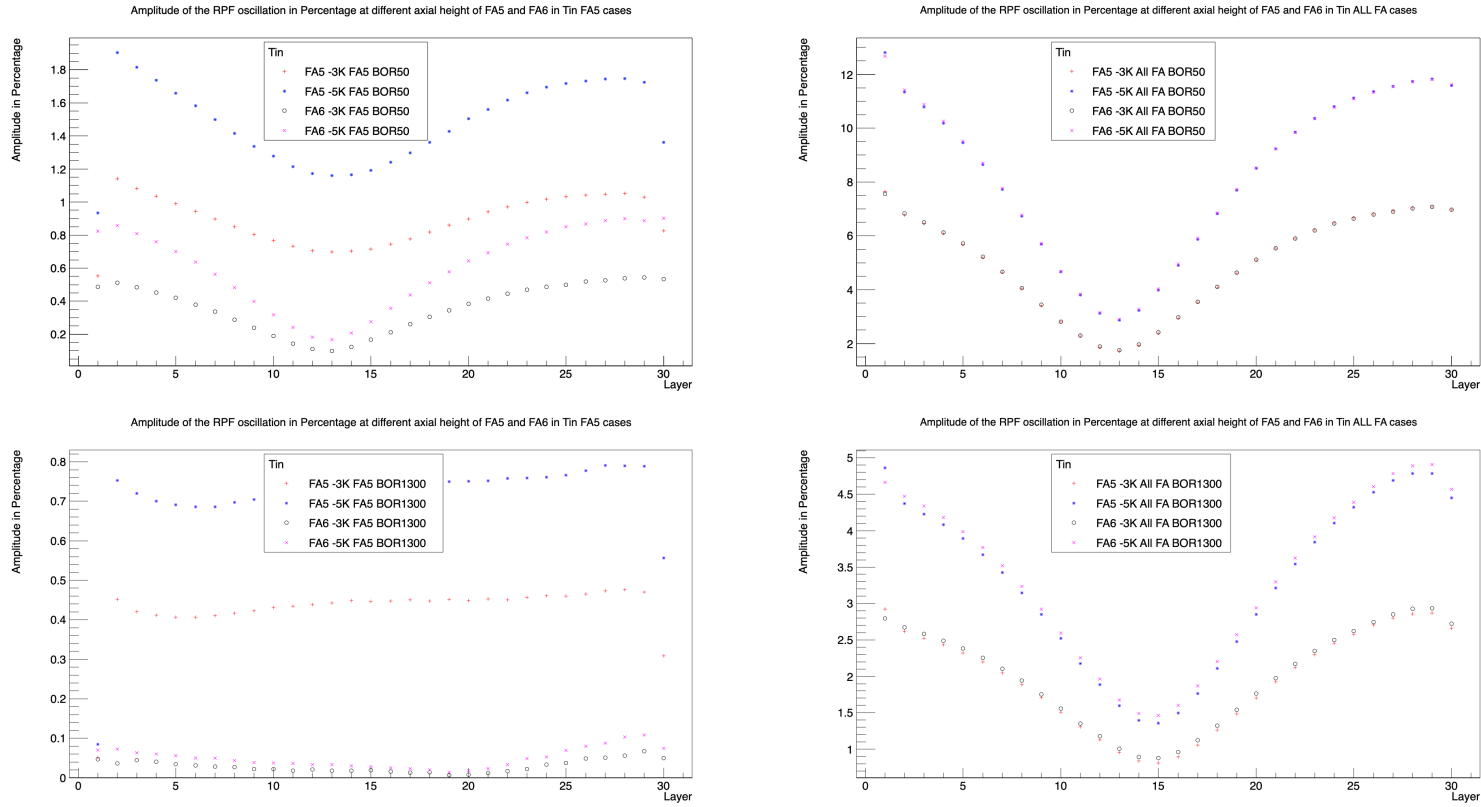 Amplitude of the RPF oscillation in Percentage at different axial height of FA5 and FA6 in Tin FA5 cases
Amplitude in Percentage
1.8
1.6
1.4
1.2
1
0.8
0.6
0.4
0.2
Tin
FA5 -3K FA5 BOR50
FA5 -5K FA5 BOR50
FA6 -3K FA5 BOR50
FA6 -5K FA5 BOR50
0 5 10 15 20 25 30
Layer
Amplitude of the RPF oscillation in Percentage at different axial height of FA5 and FA6 in Tin ALL FA cases
Amplitude in Percentage
12
10
8
6
4
2
Tin
FA5 -3K All FA BOR50
FA5 -5K All FA BOR50
FA6 -3K All FA BOR50
FA6 -5K All FA BOR50
0 5 10 15 20 25 30
Layer
Amplitude of the RPF oscillation in Percentage at different axial height of FA5 and FA6 in Tin FA5 cases
Amplitude in Percentage
0.8
0.7
0.6
0.5
0.4
0.3
0.2
0.1
0
Tin
FA5 -3K FA5 BOR1300
FA5 -5K FA5 BOR1300
FA6 -3K FA5 BOR1300
FA6 -5K FA5 BOR1300
0 5 10 15 20 25 30
Layer
Amplitude of the RPF oscillation in Percentage at different axial height of FA5 and FA6 in Tin ALL FA cases
Amplitude in Percentage
5
4.5
4
3.5
3
2.5
2
1.5
1
Tin
FA5 -3K All FA BOR1300
FA5 -5K All FA BOR1300
FA6 -3K All FA BOR1300
FA6 -5K All FA BOR1300
0 5 10 15 20 25 30
Layer